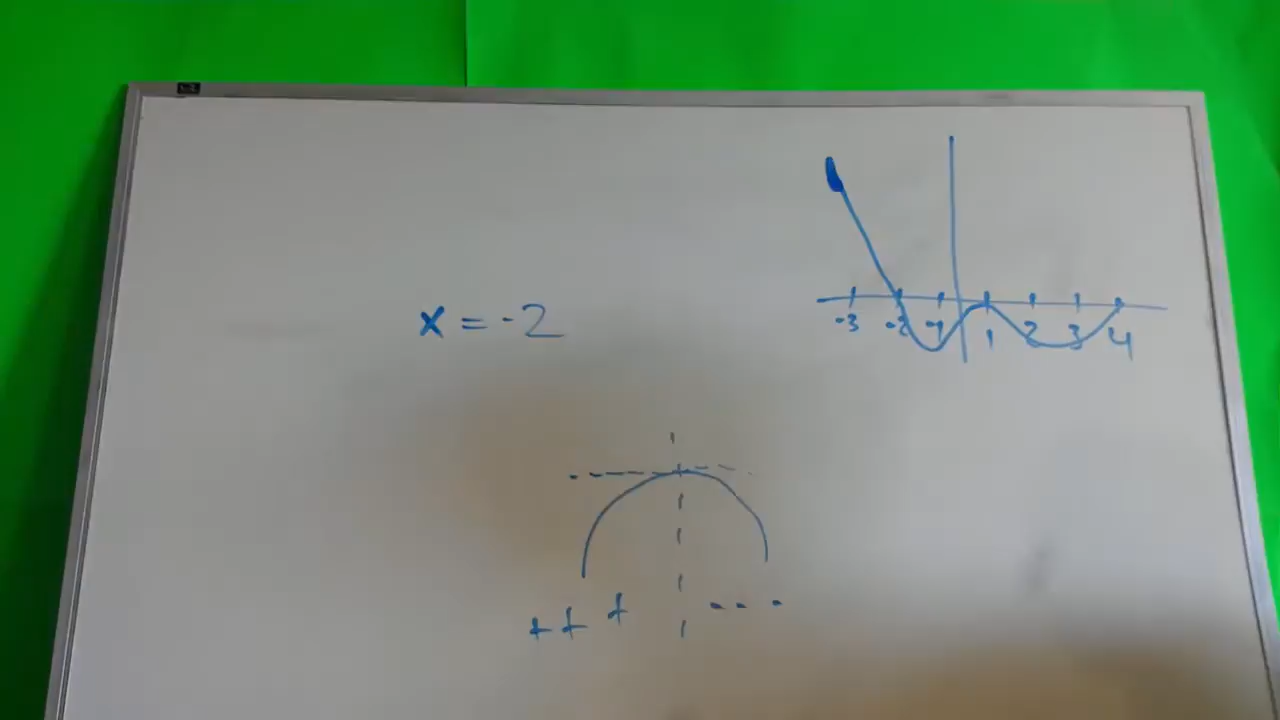 x = -2
-3 -2 -1 1 2 3 4
+ + + - - -